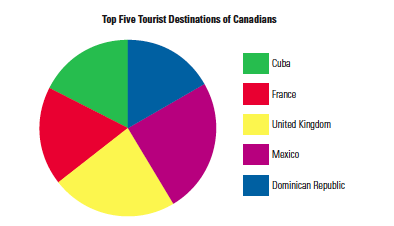 Top Five Tourist Destinations of Canadians
Cuba
France
United Kingdom
Mexico
Dominican Republic